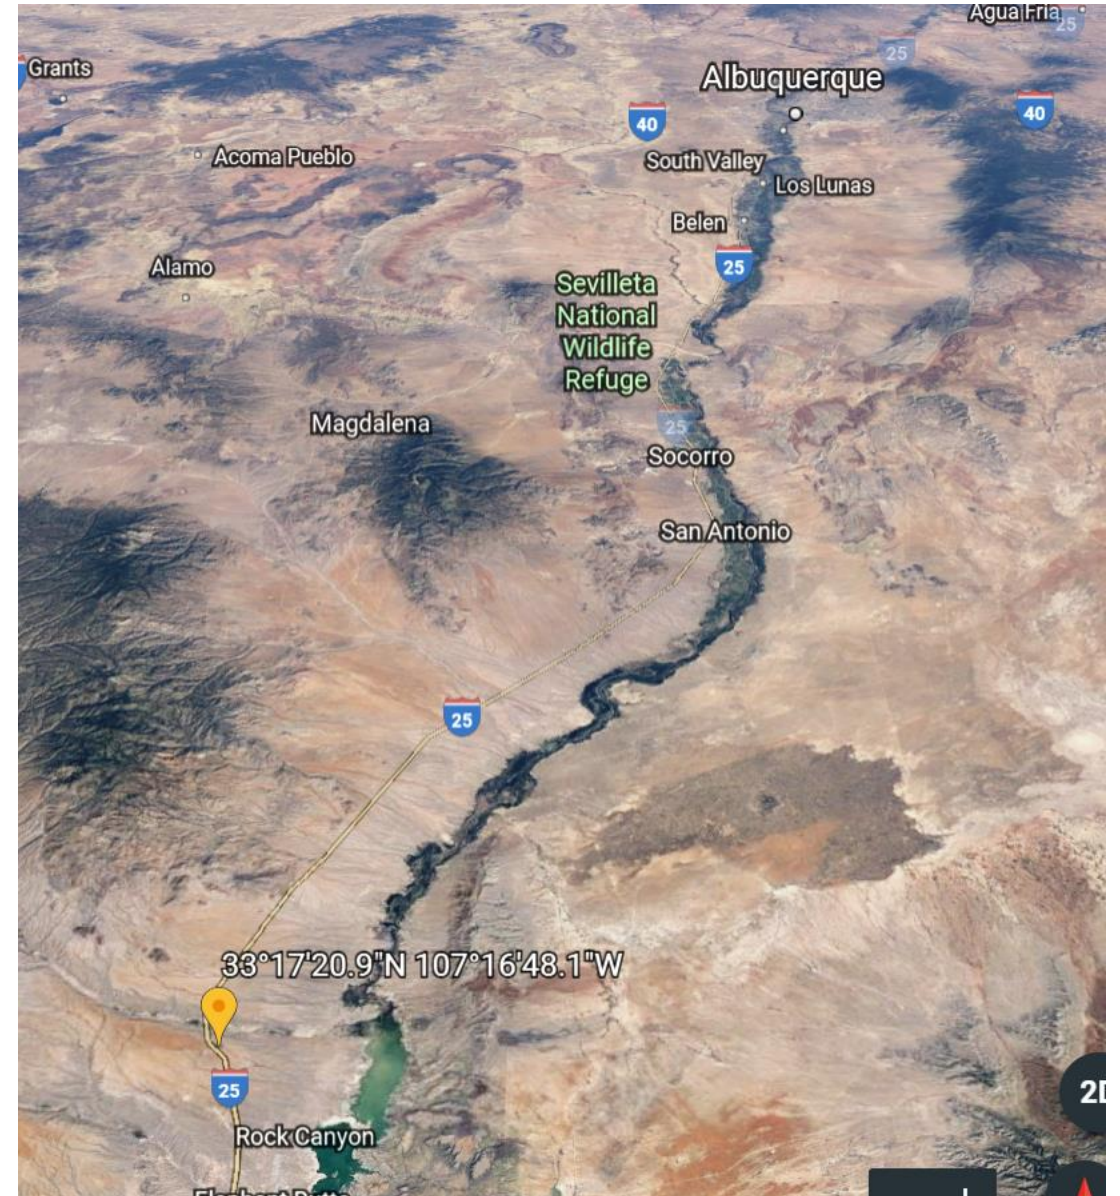 Agua Fria
25
25
Grants
Albuquerque
40
40
Acoma Pueblo
South Valley
Los Lunas
Belen
Alamo
25
Sevilleta
National
Wildlife
Refuge
Magdalena
25
Socorro
San Antonio
25
33°17'20.9"N 107°16'48.1"W
25
Rock Canyon